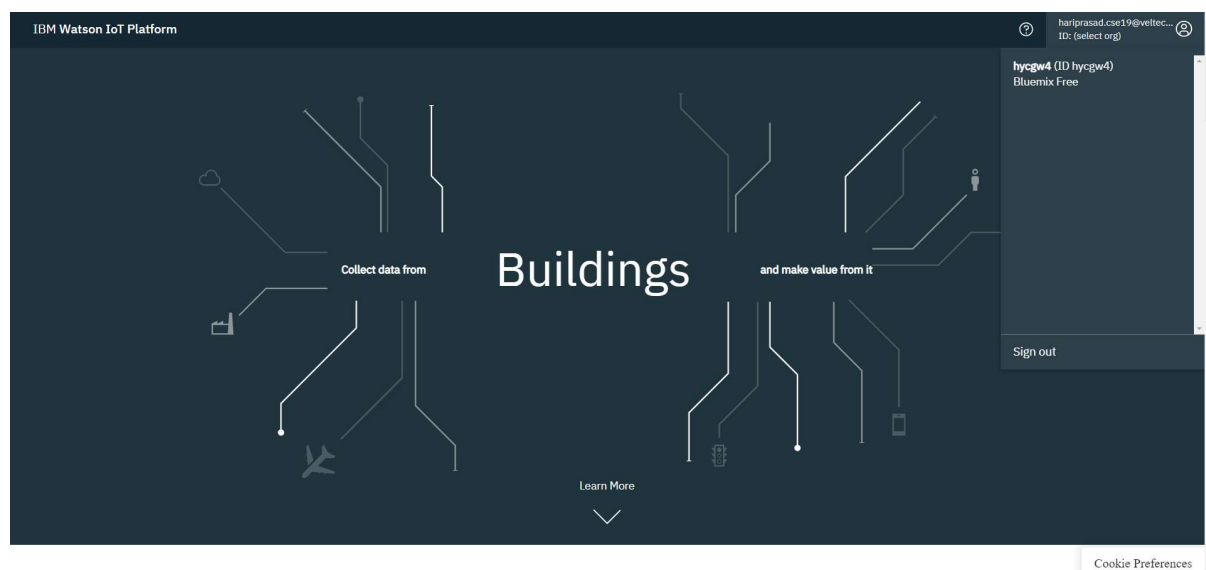 IBM Watson IoT Platform
hariprasad.cse19@veltec...
ID: (select org)
hycgw4 (ID hycgw4)
Bluemix Free
Collect data from
Buildings
and make value from it
Sign out
Learn More
Cookie Preferences